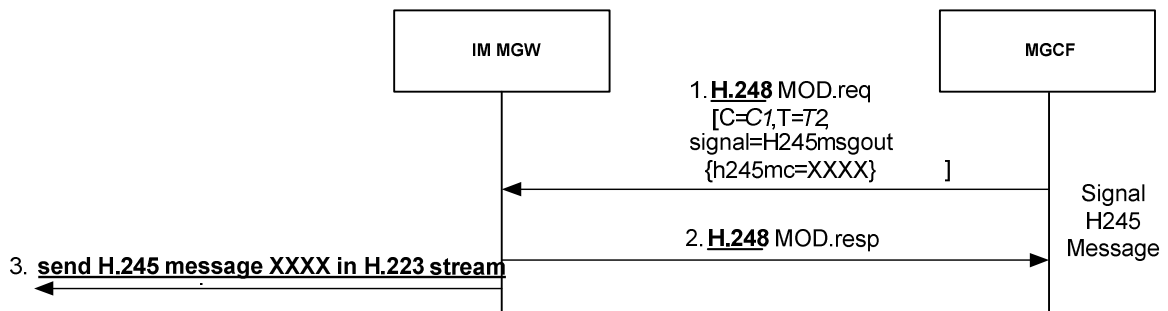 IM MGW
MGCF
1. H.248 MOD.req
[C=C1,T=T2,
signal=H245msgout
{h245mc=XXXX} ]
Signal
H245
Message
2. H.248 MOD.resp
3. send H.245 message XXXX in H.223 stream